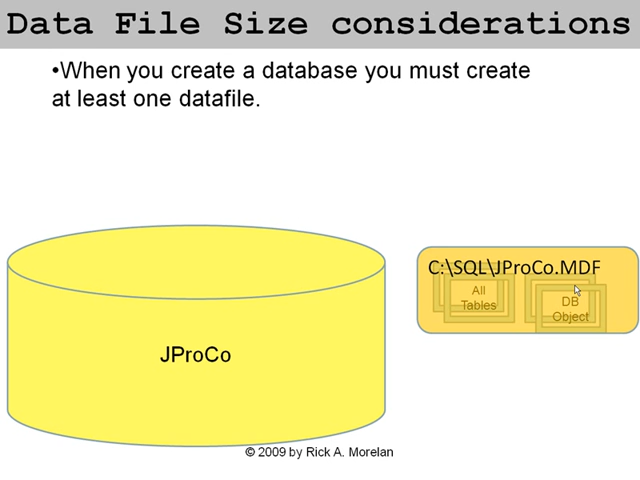 Data File Size considerations
•When you create a database you must create
at least one datafile.
C:\SQL\JProCo.MDF
All
Tables
DB
Object
JProCo
© 2009 by Rick A. Morelan